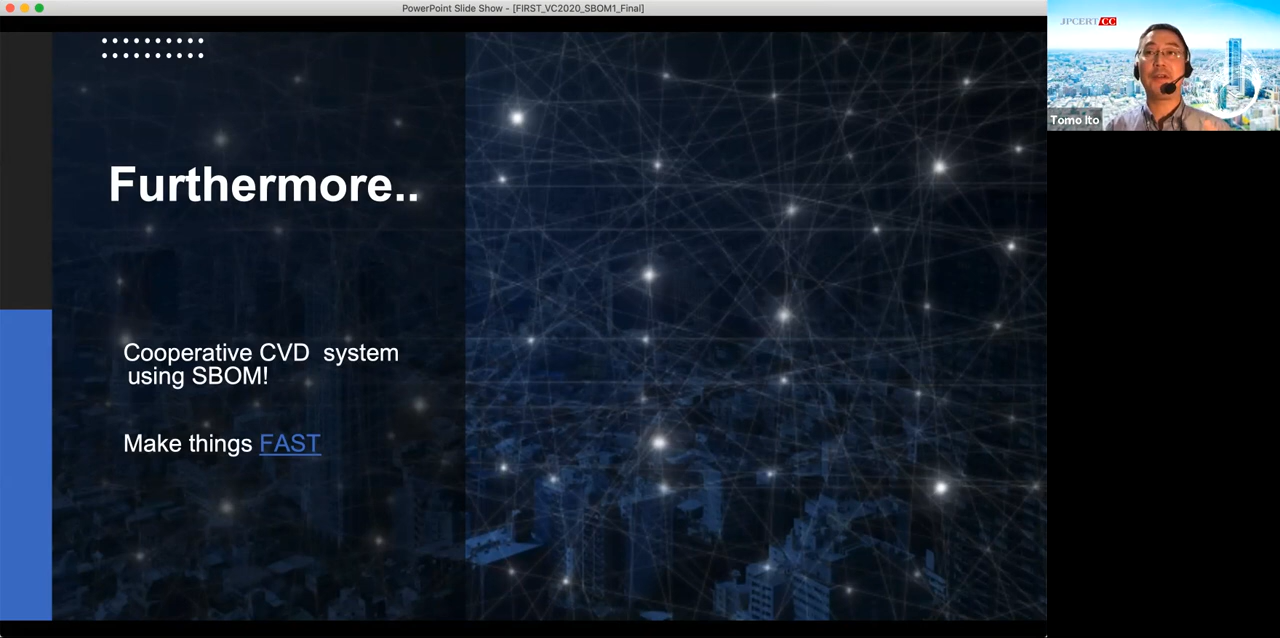 PowerPoint Slide Show - [FIRST_VC2020_SBOM1_Final]
JPCERT CC
Tomo Ito
Furthermore..
Cooperative CVD  system
using SBOM!
Make things FAST